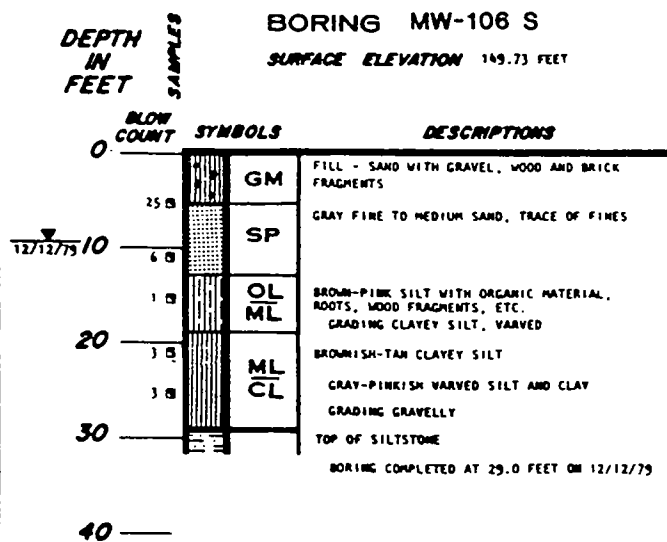 BORING MW-106 S
SURFACE ELEVATION 149.73 FEET
DEPTH
IN
FEET
SAMPLES
BLOW
COUNT
SYMBOLS
DESCRIPTIONS
0
GM
FILL - SAND WITH GRAVEL, WOOD AND BRICK
FRAGMENTS
25
SP
GRAY FINE TO MEDIUM SAND, TRACE OF FINES
12/12/79
10
6
1
OL
ML
BROWN-PINK SILT WITH ORGANIC MATERIAL,
ROOTS, WOOD FRAGMENTS, ETC.
GRADING CLAYEY SILT, VARVED
20
3
ML
CL
BROWNISH-TAN CLAYEY SILT
3
GRAY-PINKISH VARVED SILT AND CLAY
GRADING GRAVELLY
30
TOP OF SILTSTONE
BORING COMPLETED AT 29.0 FEET ON 12/12/79
40